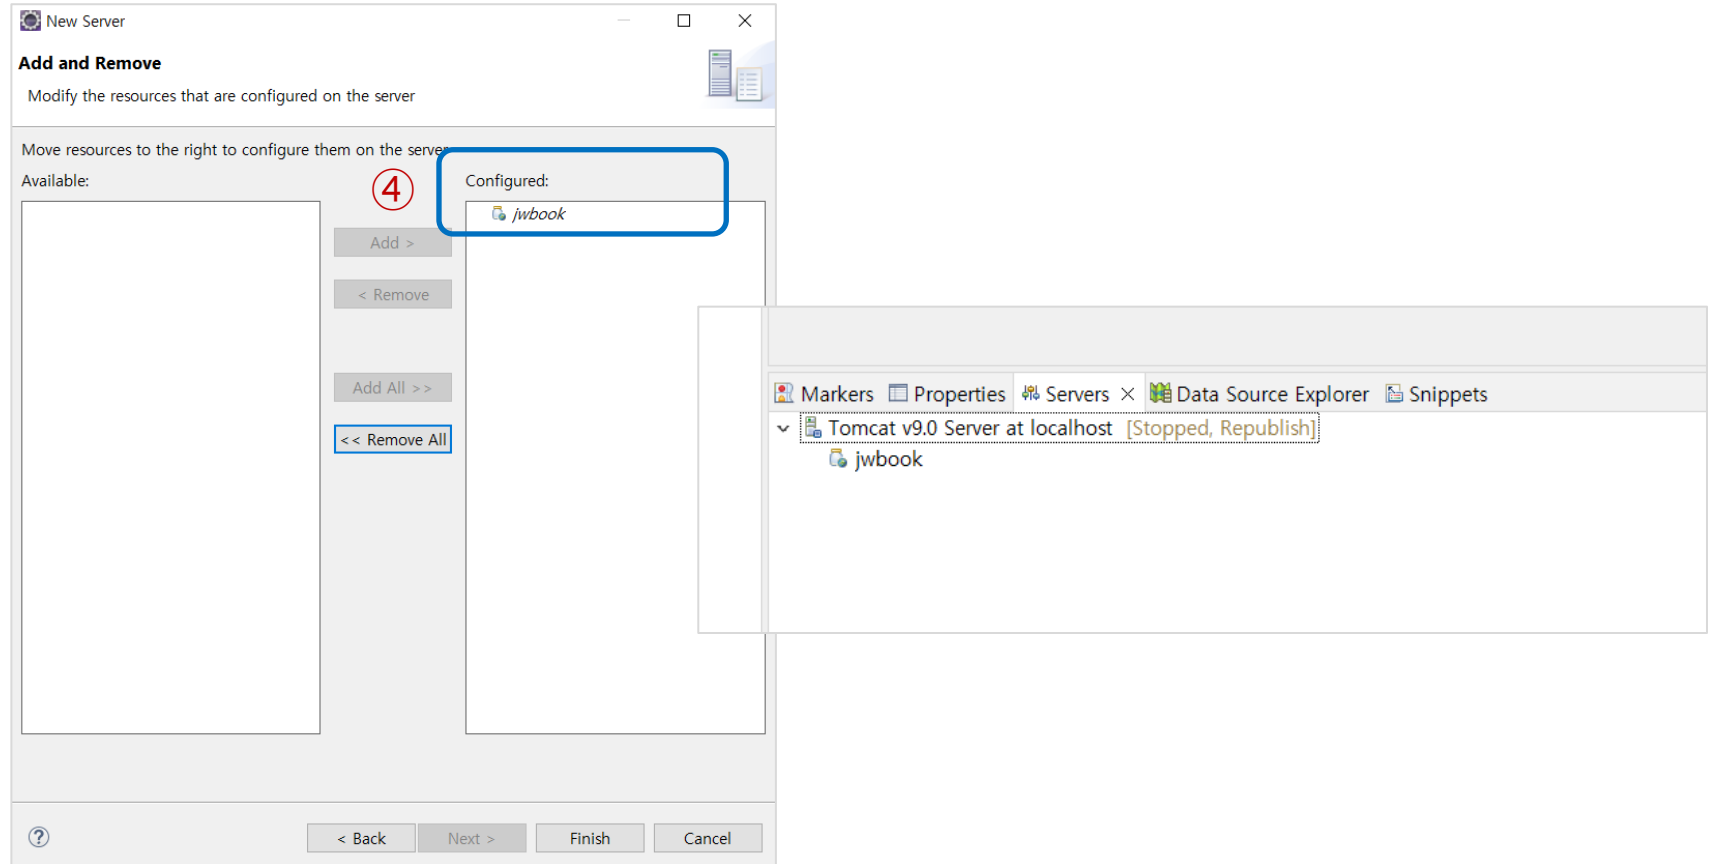 New Server
Add and Remove
Modify the resources that are configured on the server
Move resources to the right to configure them on the server
Available:
④
Configured:
jwbook
Add >
< Remove
Add All >>
<< Remove All
Markers Properties Servers Data Source Explorer Snippets
Tomcat v9.0 Server at localhost [Stopped, Republish]
jwbook
< Back Next > Finish Cancel